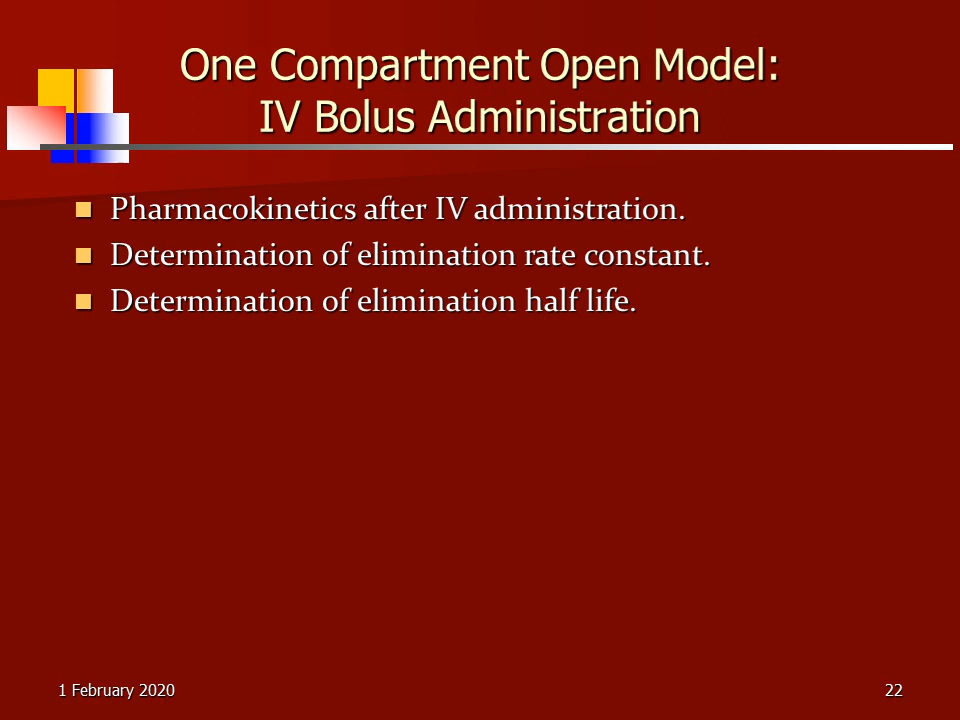 One Compartment Open Model:
IV Bolus Administration
Pharmacokinetics after IV administration.
Determination of elimination rate constant.
Determination of elimination half life.
1 February 2020
22